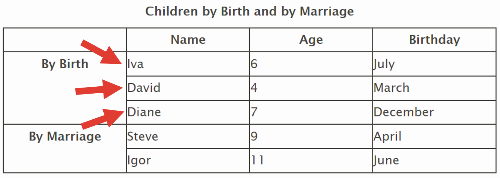 Children by Birth and by Marriage
Name Age Birthday
By Birth Iva 6 July
David 4 March
Diane 7 December
By Marriage Steve 9 April
Igor 11 June